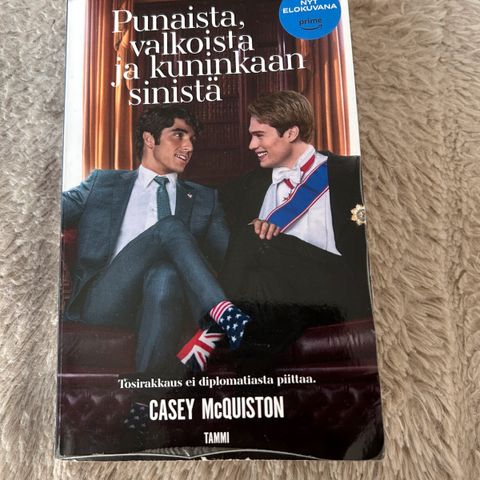 NYT
ELOKUVANA
prime
Punaista,
valkoista
ja kuninkaan
sinistä
Tosirakkaus ei diplomatiasta piittaa.
CASEY McQUISTON
TAMMI